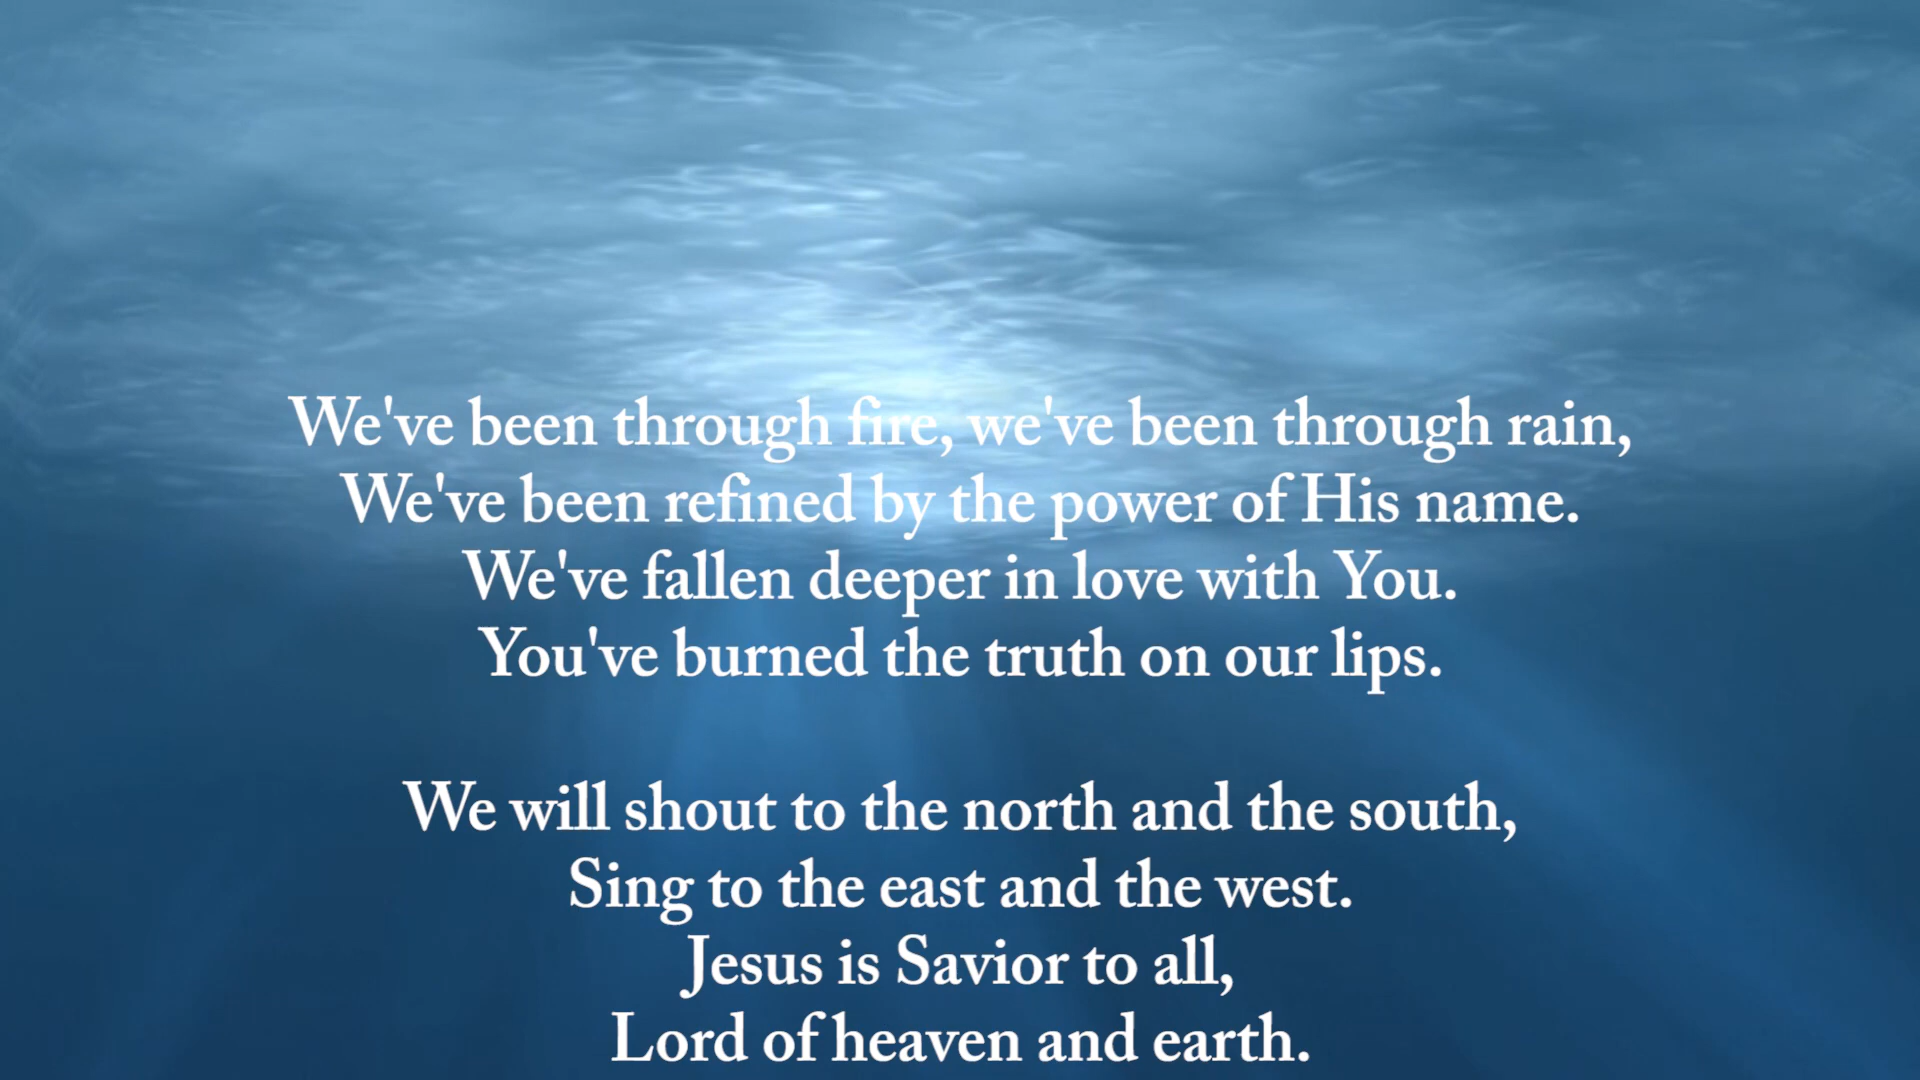 We've been through fire, we've been through rain,
We've been refined by the power of His name.
We've fallen deeper in love with You.
You've burned the truth on our lips.
We will shout to the north and the south,
Sing to the east and the west.
Jesus is Savior to all,
Lord of heaven and earth.